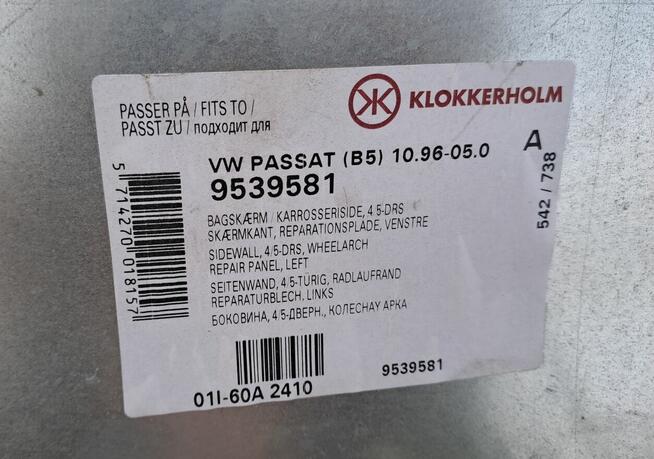 PASSER PÅ / FITS TO /
PASST ZU / подходит для
KLOKKERHOLM
VW PASSAT (B5) 10.96-05.0
9539581
A
542 / 738
BAGSKÆRM / KARROSSERISIDE, 4.5-DRS
SKÆRMKANT, REPARATIONSPLADE, VENSTRE
SIDEWALL, 4.5-DRS, WHEELARCH
REPAIR PANEL, LEFT
SEITENWAND, 4.5-TÜRIG, RADLAUFRAND
REPARATURBLECH, LINKS
БОКОВИНА, 4.5-ДВЕРН., КОЛЕСНАУ АРКА
5 714270 018157
01I-60A 2410
9539581